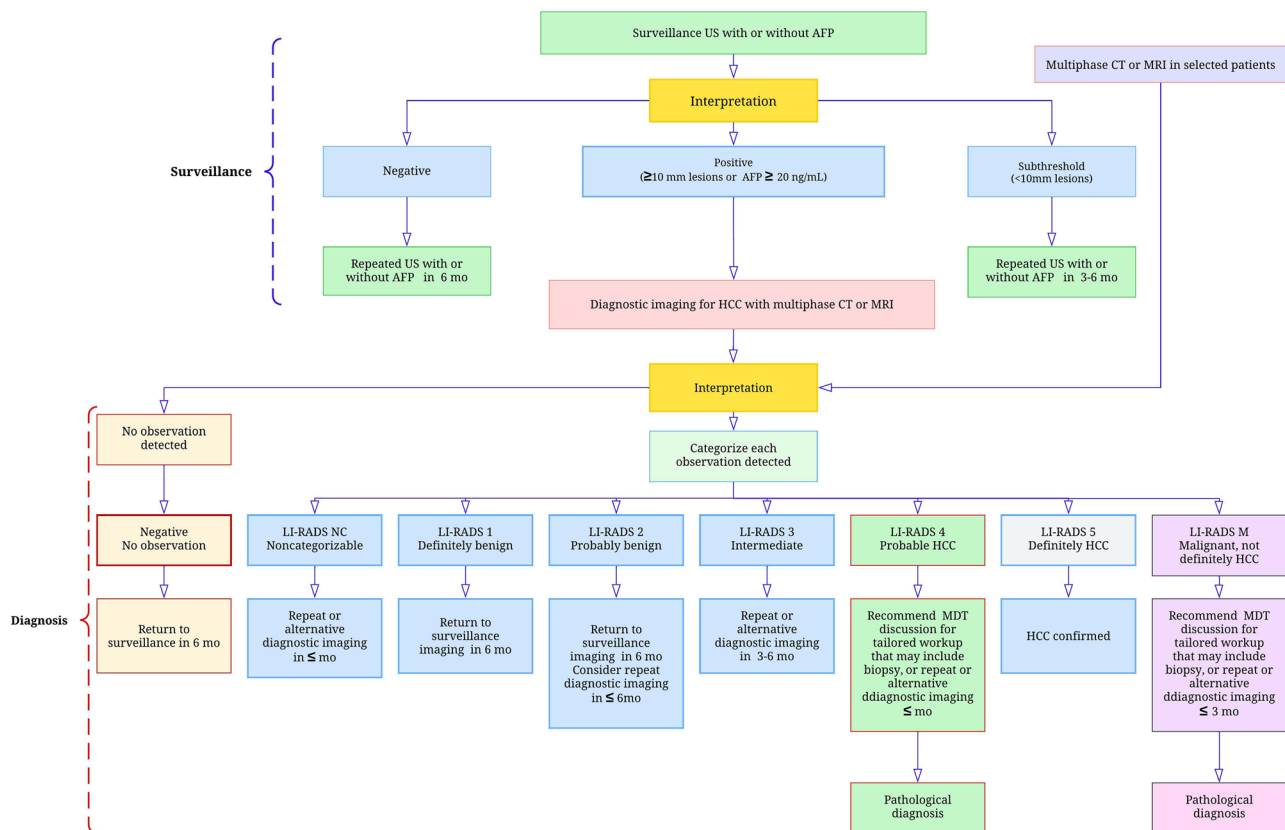 Surveillance US with or without AFP
Multiphase CT or MRI in selected patients
Interpretation
Surveillance
Negative
Positive
(≥10 mm lesions or AFP ≥ 20 ng/mL)
Subthreshold
(<10mm lesions)
Repeated US with or
without AFP in 6 mo
Repeated US with or
without AFP in 3-6 mo
Diagnostic imaging for HCC with multiphase CT or MRI
Interpretation
No observation
detected
Categorize each
observation detected
Negative
No observation
LI-RADS NC
Noncategorizable
LI-RADS 1
Definitely benign
LI-RADS 2
Probably benign
LI-RADS 3
Intermediate
LI-RADS 4
Probable HCC
LI-RADS 5
Definitely HCC
LI-RADS M
Malignant, not
definitely HCC
Diagnosis
Return to
surveillance in 6 mo
Repeat or
alternative
diagnostic imaging
in ≤ mo
Return to
surveillance
imaging in 6 mo
Return to
surveillance
imaging in 6 mo
Consider repeat
diagnostic imaging
in ≤ 6mo
Repeat or
alternative
diagnostic imaging
in 3-6 mo
Recommend MDT
discussion for
tailored workup
that may include
biopsy, or repeat or
alternative
ddiagnostic imaging
≤ mo
HCC confirmed
Recommend MDT
discussion for
tailored workup
that may include
biopsy, or repeat or
alternative
ddiagnostic imaging
≤ 3 mo
Pathological
diagnosis
Pathological
diagnosis